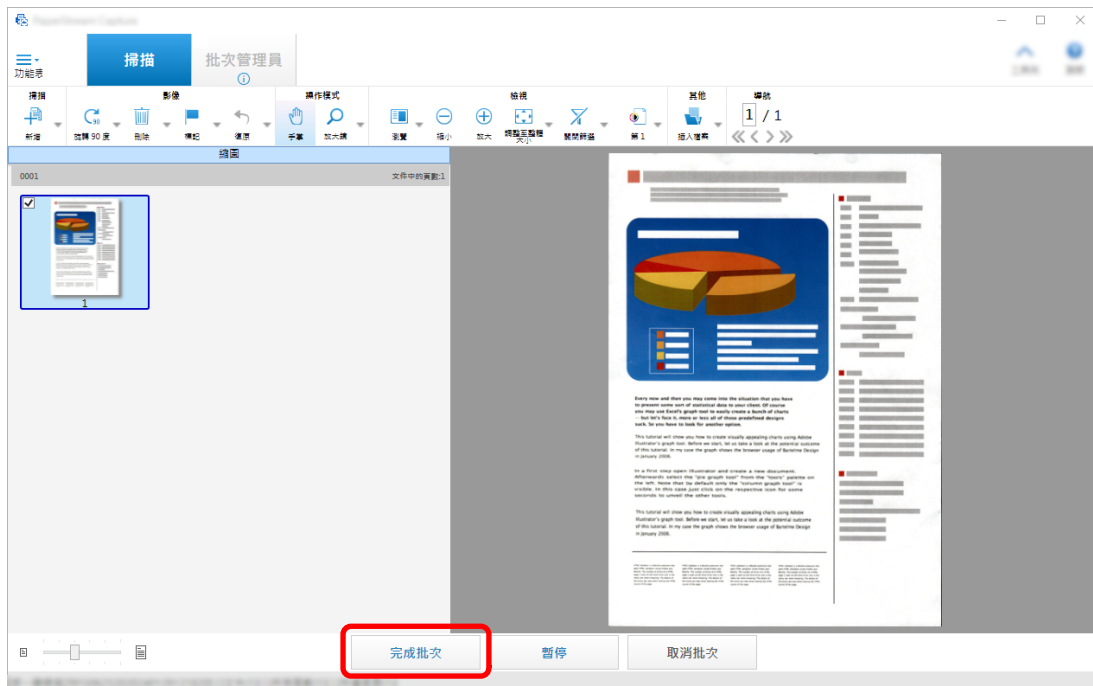 PaperStream Capture
功能表
掃描
批次管理員
掃描
影像
操作模式
檢視
其他
導航
新增
旋轉 90 度
刪除
標記
復原
手掌
放大鏡
瀏覽
縮小
放大
調整至整體大小
關閉篩選
第 1
插入檔案
1 / 1
縮圖
0001
文件中的頁數:1
1
Every now and then you may come into the situation that you have
to present some sort of statistical data to your client. Of course
you may use Excel's graph tool to easily create a bunch of charts
— but let's face it, more or less all of those predefined designs
suck. So you have to look for another option.
This tutorial will show you how to create visually appealing charts using Adobe
Illustrator's graph tool. Before we start, let us take a look at the potential outcome
of this tutorial. In my case the graph shows the browser usage of Bartelme Design
in January 2008.
In a first step open Illustrator and create a new document.
Afterwards select the "pie graph tool" from the "tools" palette on
the left. Note that by default only the "column graph tool" is
visible. In this case just click on the respective icon for some
seconds to unveil the other tools.
This tutorial will show you how to create visually appealing charts using Adobe
Illustrator's graph tool. Before we start, let us take a look at the potential outcome
of this tutorial. In my case the graph shows the browser usage of Bartelme Design
in January 2008.
完成批次
暫停
取消批次